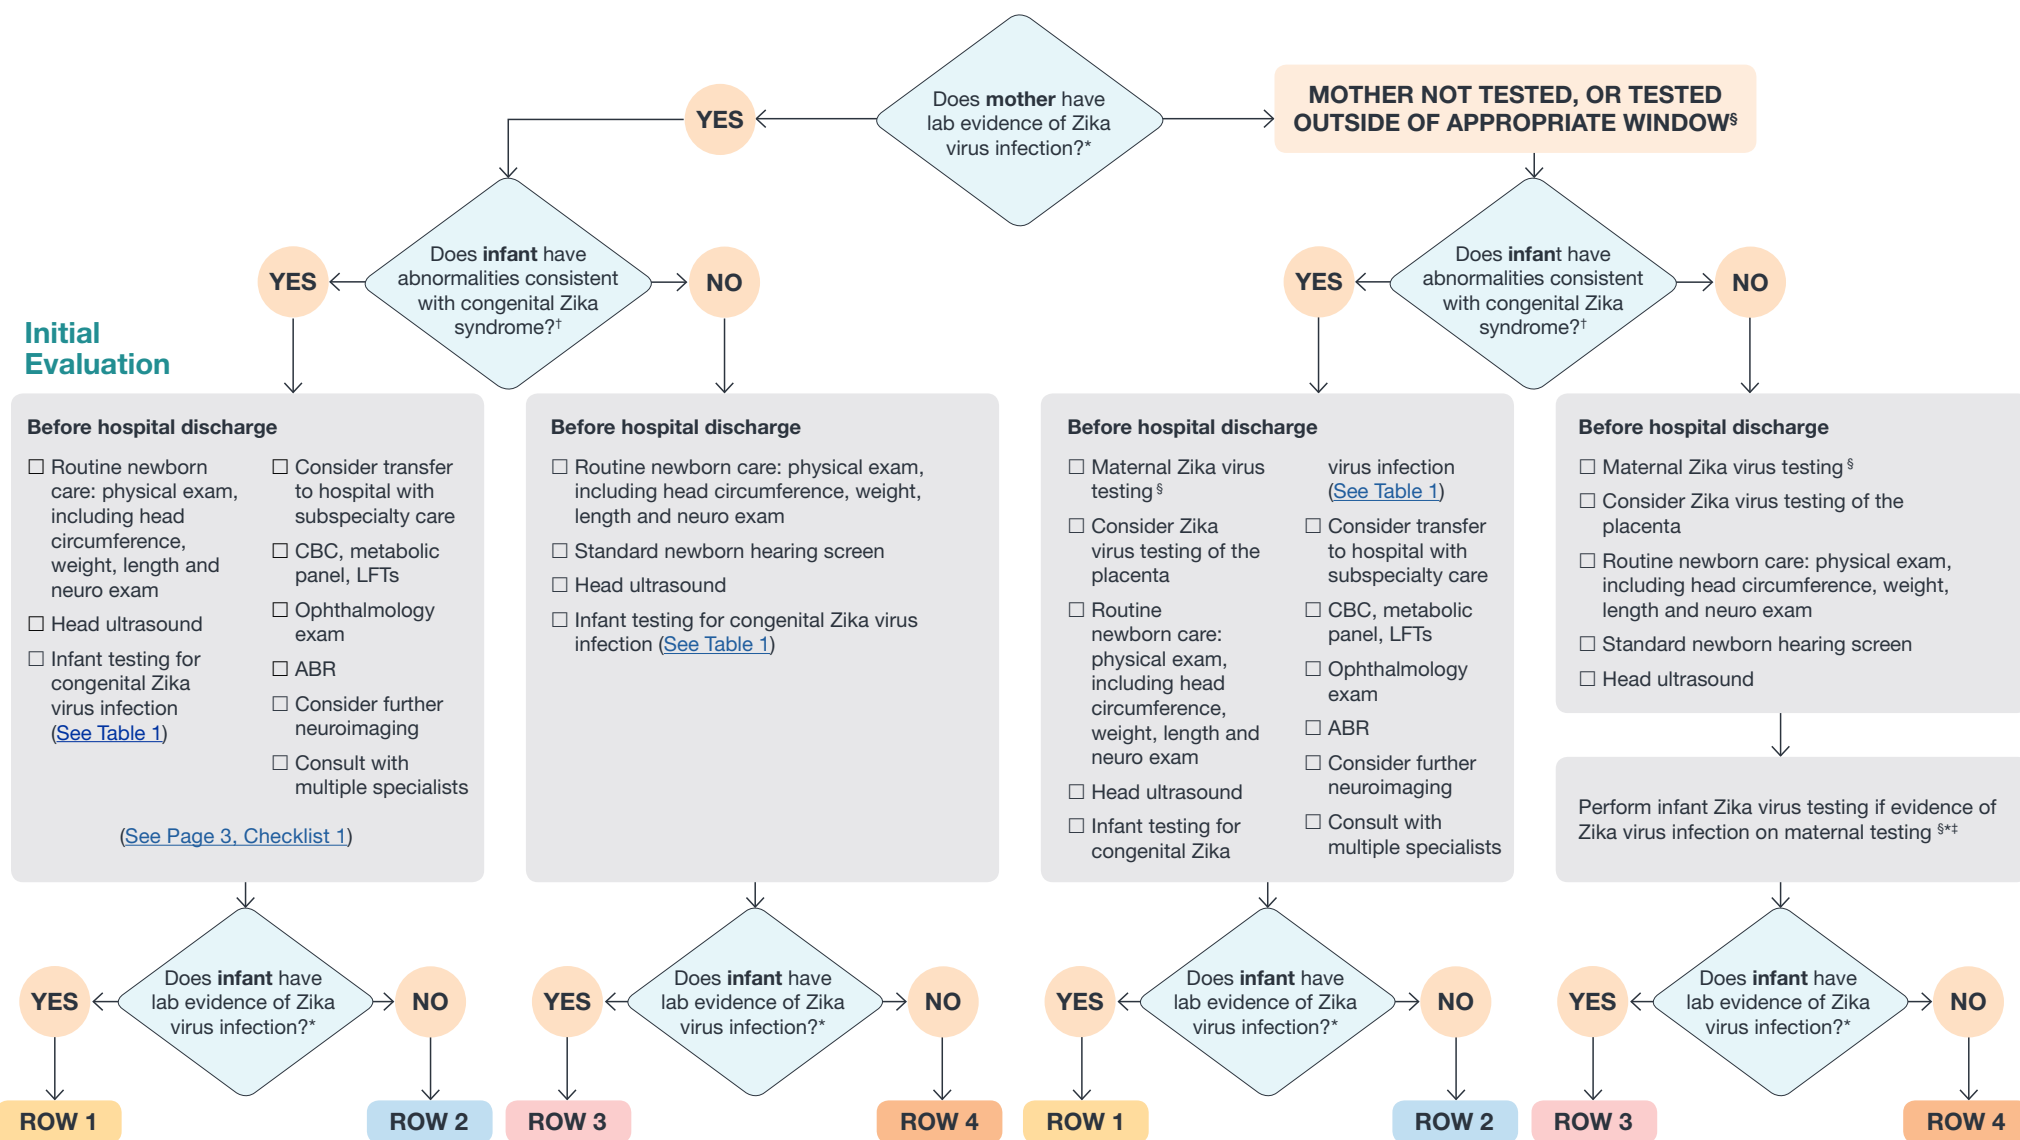 Does mother have
lab evidence of Zika
virus infection?*
YES
MOTHER NOT TESTED, OR TESTED
OUTSIDE OF APPROPRIATE WINDOW§
Does infant have
abnormalities consistent
with congenital Zika
syndrome?†
YES
NO
Does infant have
abnormalities consistent
with congenital Zika
syndrome?†
YES
NO
Initial
Evaluation
Before hospital discharge
☐ Routine newborn
care: physical exam,
including head
circumference,
weight, length and
neuro exam
☐ Head ultrasound
☐ Infant testing for
congenital Zika
virus infection
(See Table 1)
☐ Consider transfer
to hospital with
subspecialty care
☐ CBC, metabolic
panel, LFTs
☐ Ophthalmology
exam
☐ ABR
☐ Consider further
neuroimaging
☐ Consult with
multiple specialists
(See Page 3, Checklist 1)
Before hospital discharge
☐ Routine newborn care: physical exam,
including head circumference, weight,
length and neuro exam
☐ Standard newborn hearing screen
☐ Head ultrasound
☐ Infant testing for congenital Zika virus
infection (See Table 1)
Before hospital discharge
☐ Maternal Zika virus
testing §
☐ Consider Zika
virus testing of the
placenta
☐ Routine
newborn care:
physical exam,
including head
circumference,
weight, length and
neuro exam
☐ Head ultrasound
☐ Infant testing for
congenital Zika
virus infection
(See Table 1)
☐ Consider transfer
to hospital with
subspecialty care
☐ CBC, metabolic
panel, LFTs
☐ Ophthalmology
exam
☐ ABR
☐ Consider further
neuroimaging
☐ Consult with
multiple specialists
Before hospital discharge
☐ Maternal Zika virus testing §
☐ Consider Zika virus testing of the
placenta
☐ Routine newborn care: physical exam,
including head circumference, weight,
length and neuro exam
☐ Standard newborn hearing screen
☐ Head ultrasound
Perform infant Zika virus testing if evidence of
Zika virus infection on maternal testing §*‡
Does infant have
lab evidence of Zika
virus infection?*
YES
NO
ROW 1
ROW 2
Does infant have
lab evidence of Zika
virus infection?*
YES
NO
ROW 3
ROW 4
Does infant have
lab evidence of Zika
virus infection?*
YES
NO
ROW 1
ROW 2
Does infant have
lab evidence of Zika
virus infection?*
YES
NO
ROW 3
ROW 4